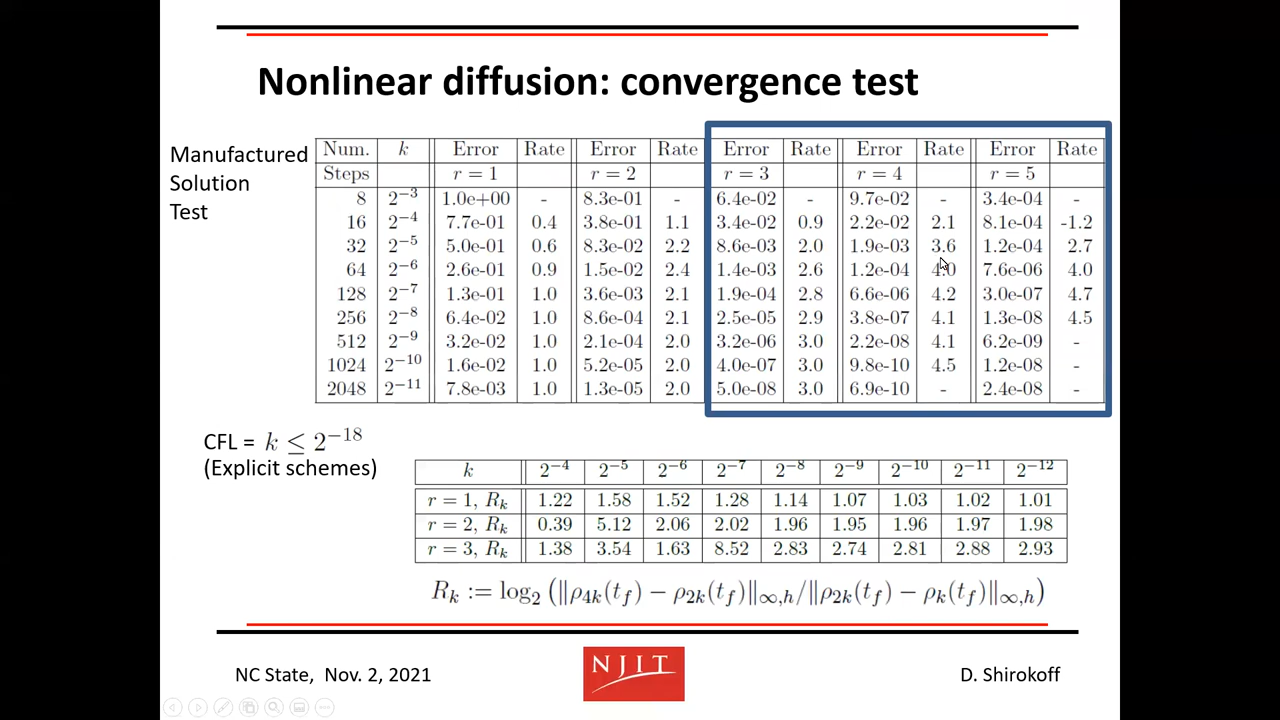 Nonlinear diffusion: convergence test
Manufactured
Solution
Test
Num. k Error Rate Error Rate Error Rate Error Rate Error Rate
Steps r = 1 r = 2 r = 3 r = 4 r = 5
8 2⁻³ 1.0e+00 - 8.3e-01 - 6.4e-02 - 9.7e-02 - 3.4e-04 -
16 2⁻⁴ 7.7e-01 0.4 3.8e-01 1.1 3.4e-02 0.9 2.2e-02 2.1 8.1e-04 -1.2
32 2⁻⁵ 5.0e-01 0.6 8.3e-02 2.2 8.6e-03 2.0 1.9e-03 3.6 1.2e-04 2.7
64 2⁻⁶ 2.6e-01 0.9 1.5e-02 2.4 1.4e-03 2.6 1.2e-04 4.0 7.6e-06 4.0
128 2⁻⁷ 1.3e-01 1.0 3.6e-03 2.1 1.9e-04 2.8 6.6e-06 4.2 3.0e-07 4.7
256 2⁻⁸ 6.4e-02 1.0 8.6e-04 2.1 2.5e-05 2.9 3.8e-07 4.1 1.3e-08 4.5
512 2⁻⁹ 3.2e-02 1.0 2.1e-04 2.0 3.2e-06 3.0 2.2e-08 4.1 6.2e-09 -
1024 2⁻¹⁰ 1.6e-02 1.0 5.2e-05 2.0 4.0e-07 3.0 9.8e-10 4.5 1.2e-08 -
2048 2⁻¹¹ 7.8e-03 1.0 1.3e-05 2.0 5.0e-08 3.0 6.9e-10 - 2.4e-08 -
CFL = k ≤ 2⁻¹⁸
(Explicit schemes)
k 2⁻⁴ 2⁻⁵ 2⁻⁶ 2⁻⁷ 2⁻⁸ 2⁻⁹ 2⁻¹⁰ 2⁻¹¹ 2⁻¹²
r = 1, Rₖ 1.22 1.58 1.52 1.28 1.14 1.07 1.03 1.02 1.01
r = 2, Rₖ 0.39 5.12 2.06 2.02 1.96 1.95 1.96 1.97 1.98
r = 3, Rₖ 1.38 3.54 1.63 8.52 2.83 2.74 2.81 2.88 2.93
Rₖ := log₂ (‖ρ₄ₖ(t_f) − ρ₂ₖ(t_f)‖∞,ₕ/‖ρ₂ₖ(t_f) − ρₖ(t_f)‖∞,ₕ)
NC State, Nov. 2, 2021
NJIT
D. Shirokoff